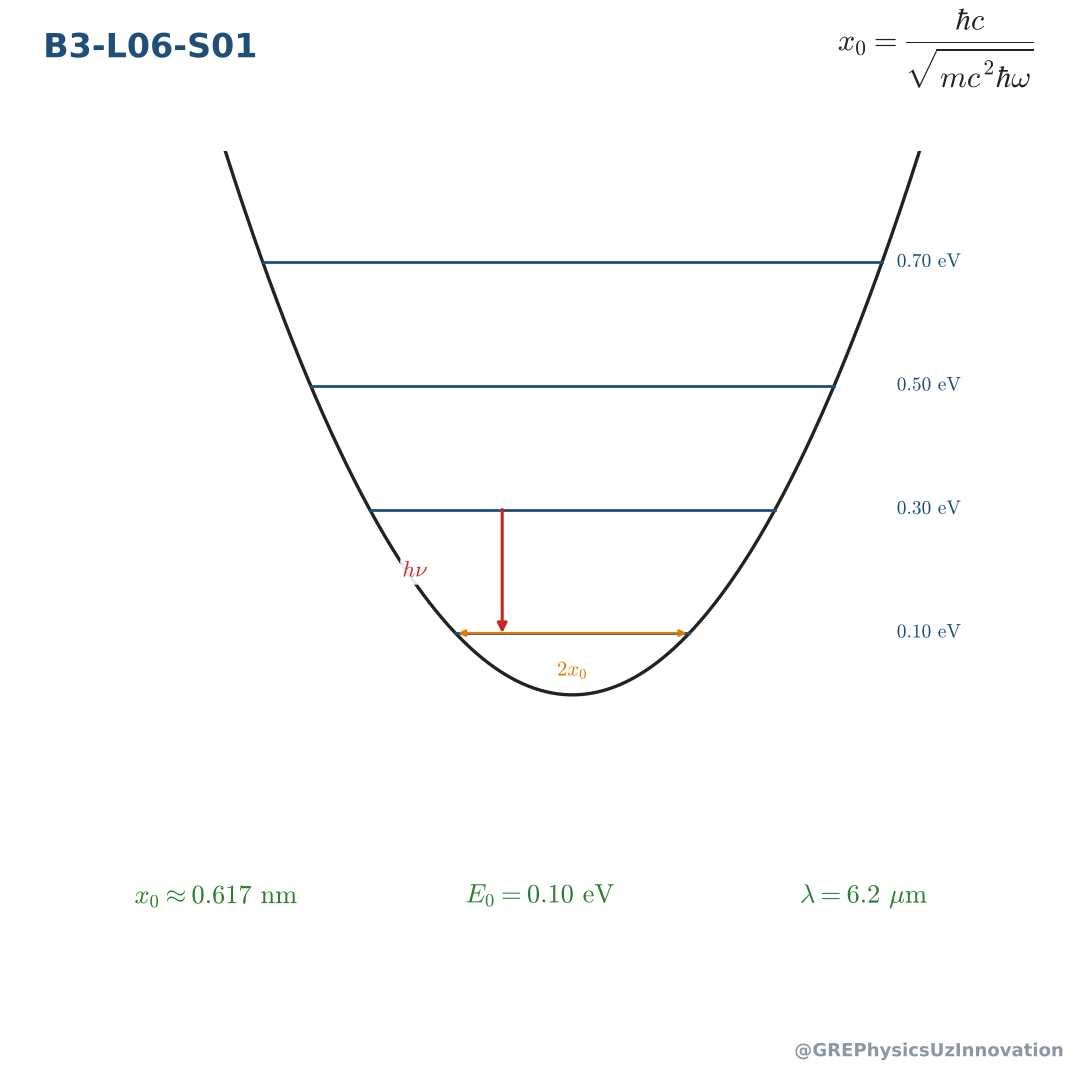 B3-L06-S01
x₀ = ħc / √(mc²ħω)
0.70 eV
0.50 eV
0.30 eV
hν
0.10 eV
2x₀
x₀ ≈ 0.617 nm
E₀ = 0.10 eV
λ = 6.2 μm
@GREPhysicsUzInnovation